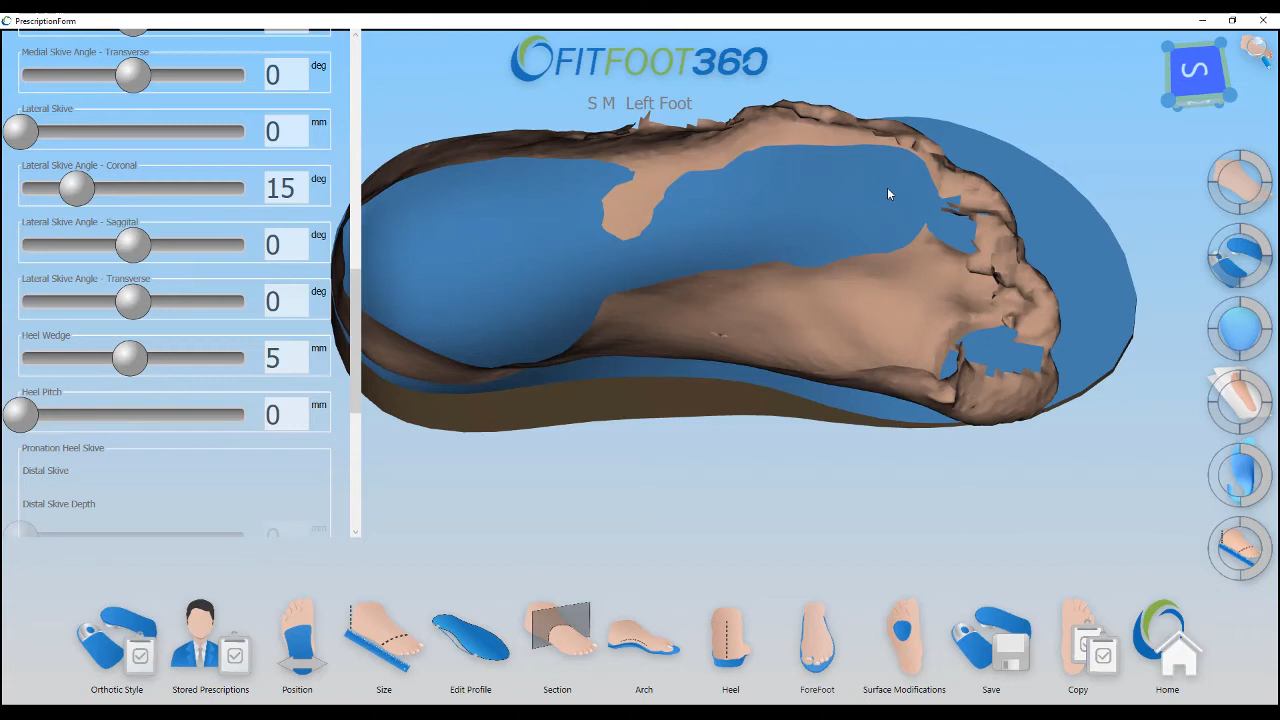 PrescriptionForm
Medial Skive Angle - Transverse
0 deg
Lateral Skive
0 mm
Lateral Skive Angle - Coronal
15 deg
Lateral Skive Angle - Saggital
0 deg
Lateral Skive Angle - Transverse
0 deg
Heel Wedge
5 mm
Heel Pitch
0 mm
Pronation Heel Skive
Distal Skive
Distal Skive Depth
0 mm
FITFOOT360
S M Left Foot
S
Orthotic Style
Stored Prescriptions
Position
Size
Edit Profile
Section
Arch
Heel
ForeFoot
Surface Modifications
Save
Copy
Home